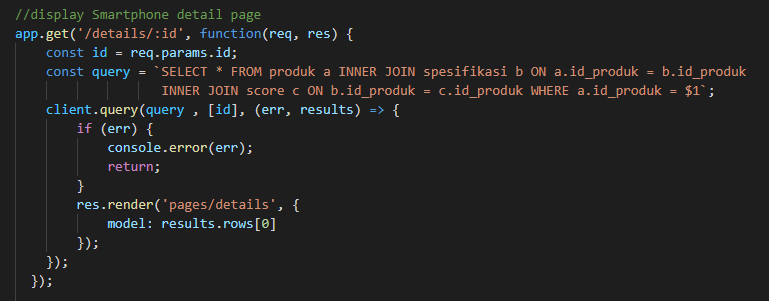 //display Smartphone detail page
app.get('/details/:id', function(req, res) {
const id = req.params.id;
const query = `SELECT * FROM produk a INNER JOIN spesifikasi b ON a.id_produk = b.id_produk
INNER JOIN score c ON b.id_produk = c.id_produk WHERE a.id_produk = $1`;
client.query(query , [id], (err, results) => {
if (err) {
console.error(err);
return;
}
res.render('pages/details', {
model: results.rows[0]
});
});
});